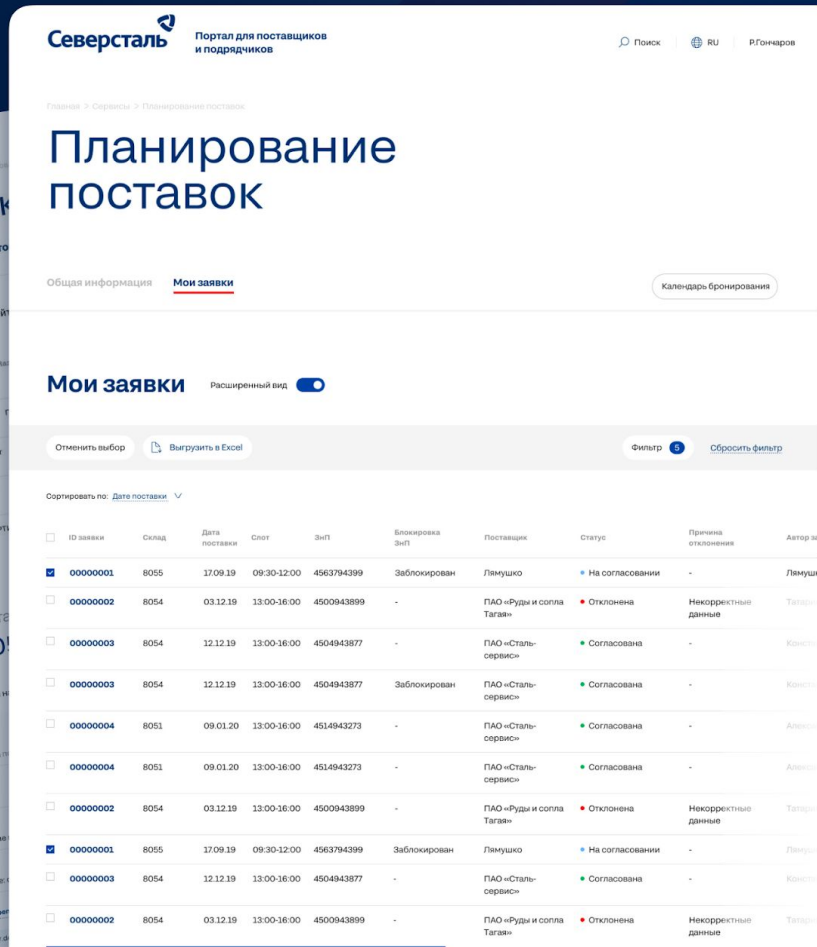 Северсталь
Портал для поставщиков
и подрядчиков
Поиск
RU
Р.Гончаров
Главная > Сервисы > Планирование поставок
Планирование
поставок
Общая информация
Мои заявки
Календарь бронирования
Мои заявки
Расширенный вид
Отменить выбор
Выгрузить в Excel
Фильтр 5
Сбросить фильтр
Сортировать по: Дате поставки
ID заявки Склад Дата поставки Слот ЗнП Блокировка ЗнП Поставщик Статус Причина отклонения Автор
00000001 8055 17.09.19 09:30-12:00 4563794399 Заблокирован Лямушко На согласовании -
00000002 8054 03.12.19 13:00-16:00 4500943899 - ПАО «Руды и сопла Отклонена Некорректные
Тагая» данные
00000003 8054 12.12.19 13:00-16:00 4504943877 - ПАО «Сталь- Согласована -
сервис»
00000003 8054 12.12.19 13:00-16:00 4504943877 Заблокирован ПАО «Сталь- Согласована -
сервис»
00000004 8051 09.01.20 13:00-16:00 4514943273 - ПАО «Сталь- Согласована -
сервис»
00000004 8051 09.01.20 13:00-16:00 4514943273 - ПАО «Сталь- Согласована -
сервис»
00000002 8054 03.12.19 13:00-16:00 4500943899 - ПАО «Руды и сопла Отклонена Некорректные
Тагая» данные
00000001 8055 17.09.19 09:30-12:00 4563794399 Заблокирован Лямушко На согласовании -
00000003 8054 12.12.19 13:00-16:00 4504943877 - ПАО «Сталь- Согласована -
сервис»
00000002 8054 03.12.19 13:00-16:00 4500943899 - ПАО «Руды и сопла Отклонена Некорректные
Тагая» данные